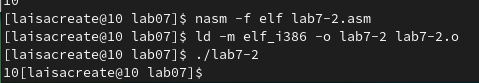 10
[laisacreate@10 lab07]$ nasm -f elf lab7-2.asm
[laisacreate@10 lab07]$ ld -m elf_i386 -o lab7-2 lab7-2.o
[laisacreate@10 lab07]$ ./lab7-2
10[laisacreate@10 lab07]$